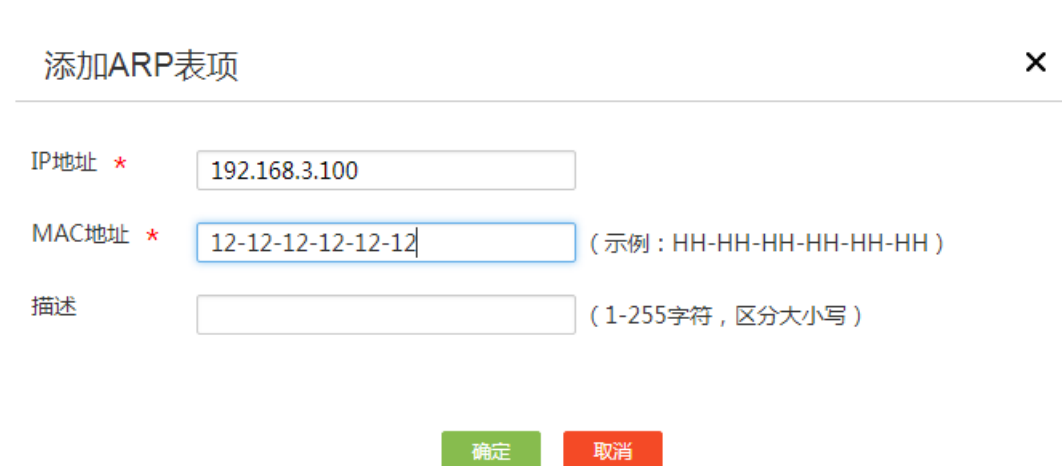 添加ARP表项 ×
IP地址 * 192.168.3.100
MAC地址 * 12-12-12-12-12-12 (示例:HH-HH-HH-HH-HH-HH)
描述 (1-255字符,区分大小写)
确定 取消